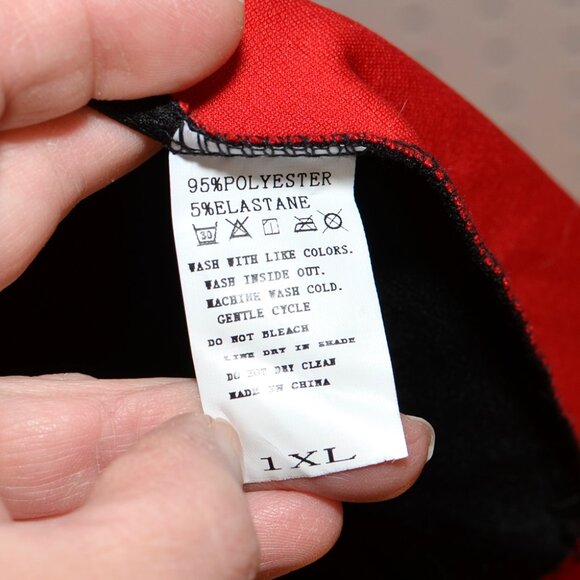 95%POLYESTER
5%ELASTANE
30
WASH WITH LIKE COLORS.
WASH INSIDE OUT.
MACHINE WASH COLD.
GENTLE CYCLE
DO NOT BLEACH
LINE DRY IN SHADE
DO NOT DRY CLEAN
MADE IN CHINA
1XL